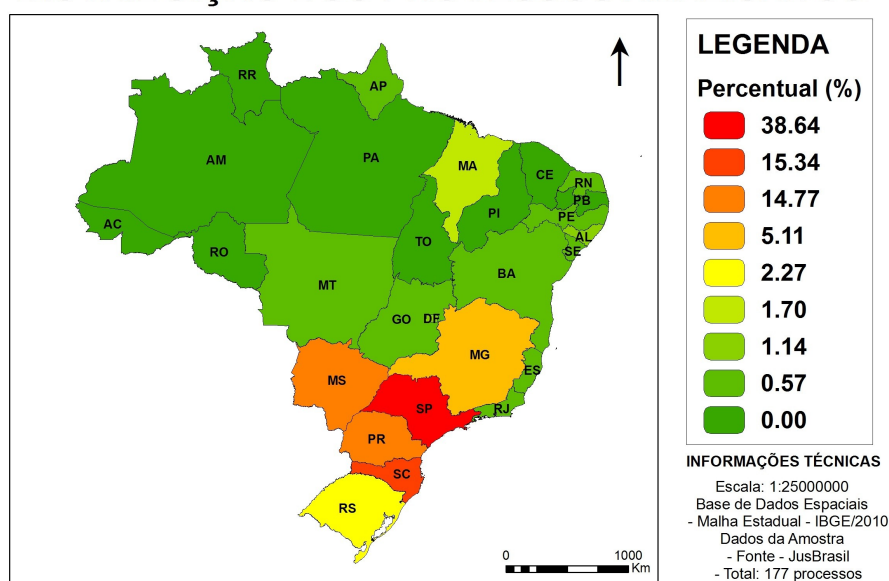 LEGENDA
Percentual (%)
38.64
15.34
14.77
5.11
2.27
1.70
1.14
0.57
0.00
RR
AP
AM
PA
MA
CE
RN
PB
PE
AL
SE
PI
AC
RO
TO
BA
MT
GO
DF
MG
ES
MS
SP
RJ
PR
SC
RS
0
1000
Km
INFORMAÇÕES TÉCNICAS
Escala: 1:25000000
Base de Dados Espaciais
- Malha Estadual - IBGE/2010
Dados da Amostra
- Fonte - JusBrasil
- Total: 177 processos